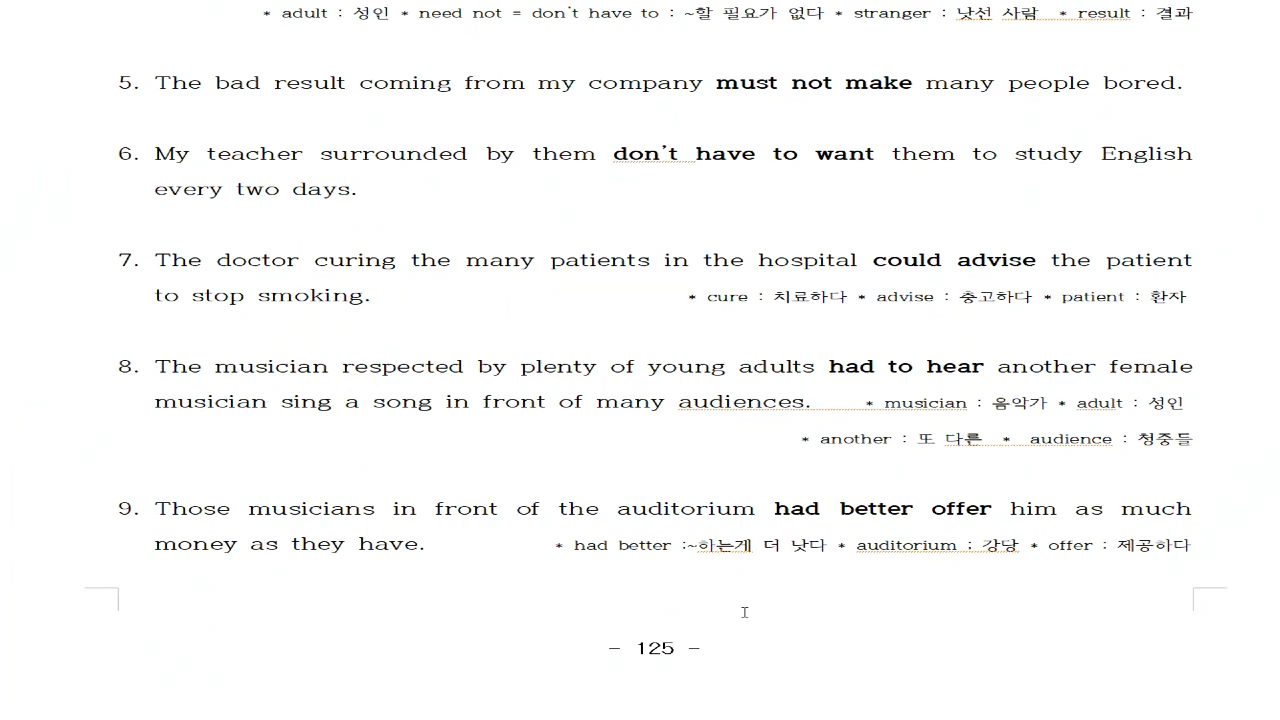 * adult : 성인 * need not = don't have to : ~할 필요가 없다 * stranger : 낯선 사람 * result : 결과
5. The bad result coming from my company must not make many people bored.
6. My teacher surrounded by them don't have to want them to study English
every two days.
7. The doctor curing the many patients in the hospital could advise the patient
to stop smoking. * cure : 치료하다 * advise : 충고하다 * patient : 환자
8. The musician respected by plenty of young adults had to hear another female
musician sing a song in front of many audiences. * musician : 음악가 * adult : 성인
* another : 또 다른 * audience : 청중들
9. Those musicians in front of the auditorium had better offer him as much
money as they have. * had better :~하는게 더 낫다 * auditorium : 강당 * offer : 제공하다
- 125 -